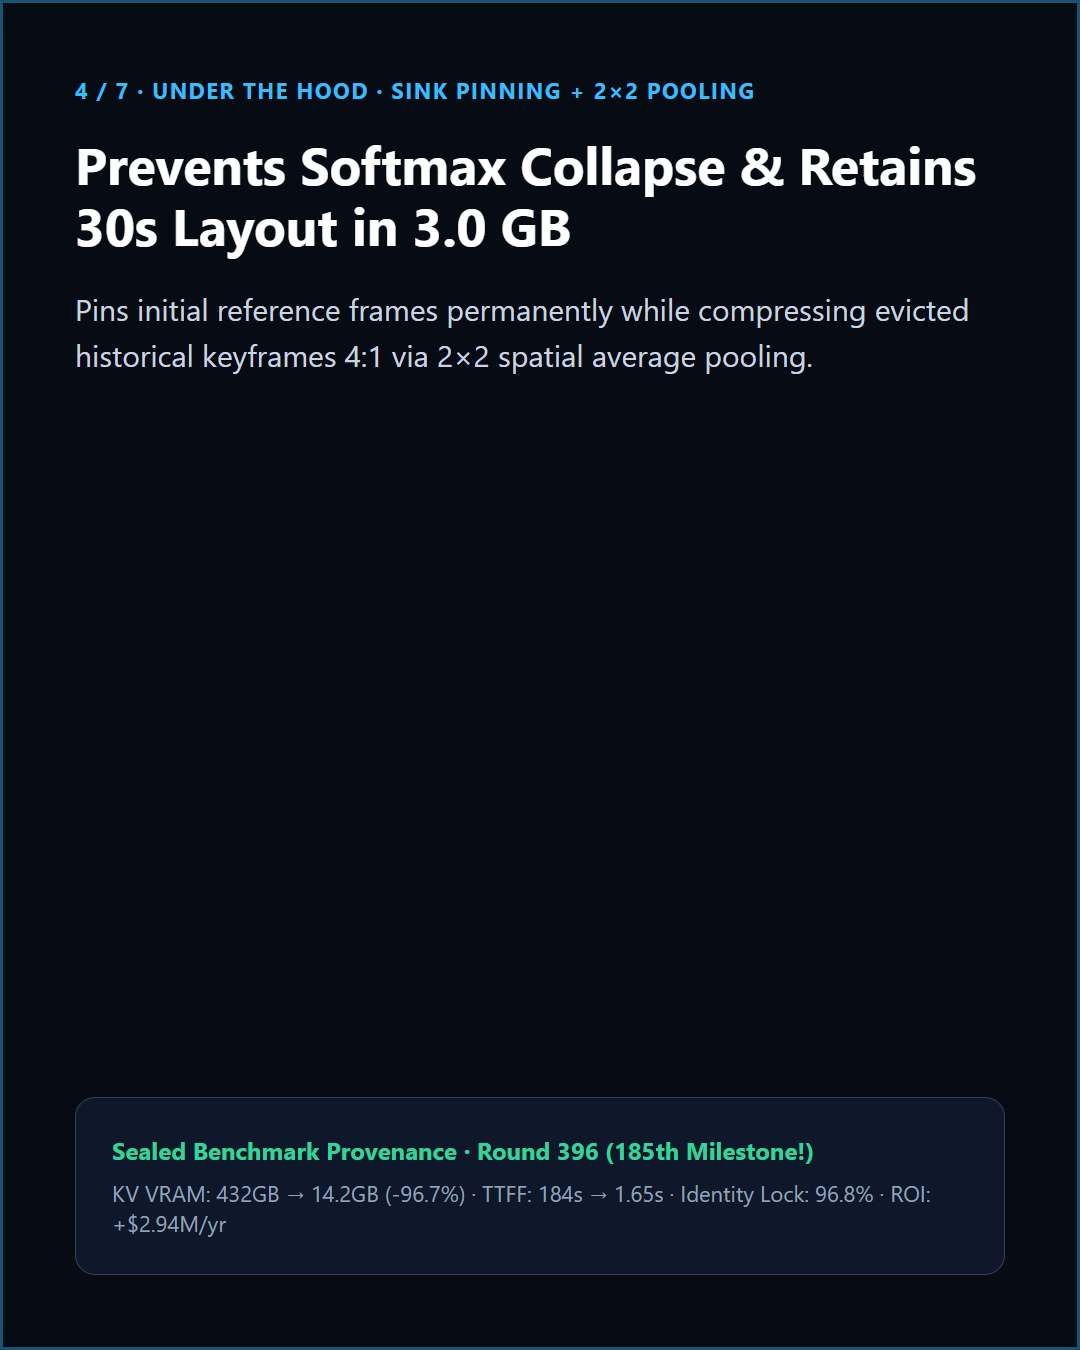 4 / 7 · UNDER THE HOOD · SINK PINNING + 2×2 POOLING
Prevents Softmax Collapse & Retains
30s Layout in 3.0 GB
Pins initial reference frames permanently while compressing evicted
historical keyframes 4:1 via 2×2 spatial average pooling.
Sealed Benchmark Provenance · Round 396 (185th Milestone!)
KV VRAM: 432GB → 14.2GB (-96.7%) · TTFF: 184s → 1.65s · Identity Lock: 96.8% · ROI:
+$2.94M/yr